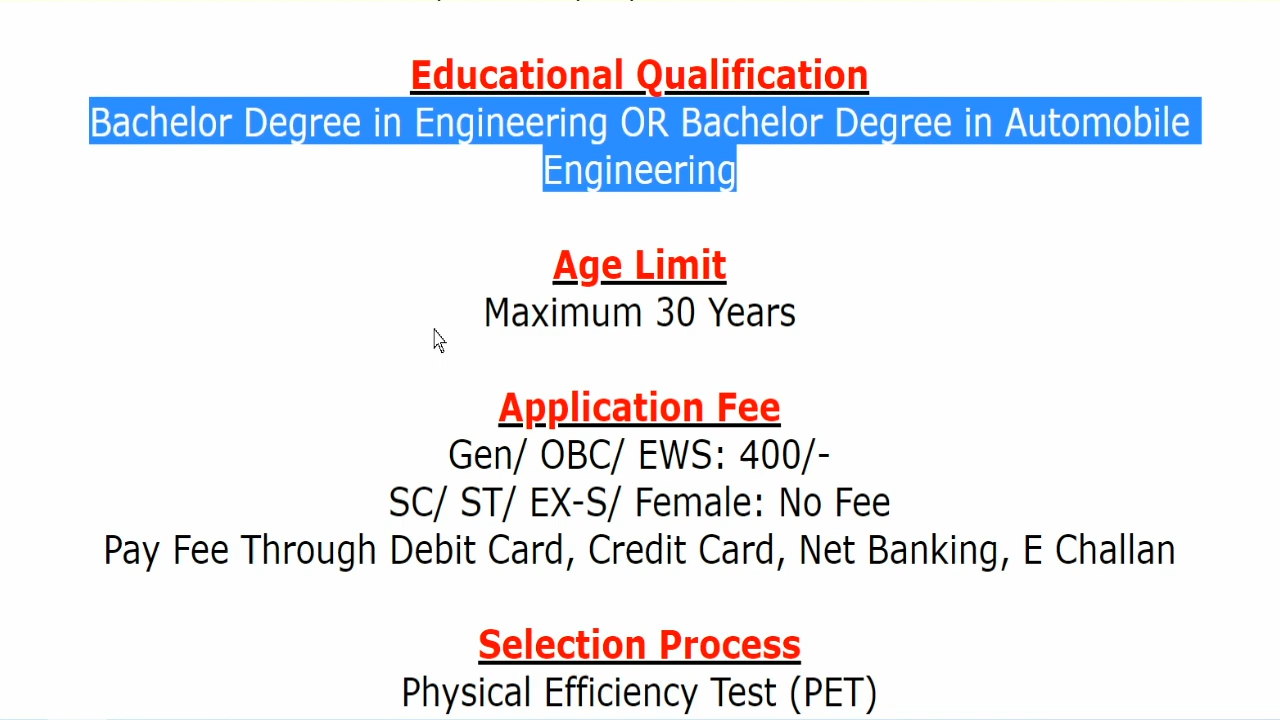 Educational Qualification
Bachelor Degree in Engineering OR Bachelor Degree in Automobile
Engineering
Age Limit
Maximum 30 Years
Application Fee
Gen/ OBC/ EWS: 400/-
SC/ ST/ EX-S/ Female: No Fee
Pay Fee Through Debit Card, Credit Card, Net Banking, E Challan
Selection Process
Physical Efficiency Test (PET)